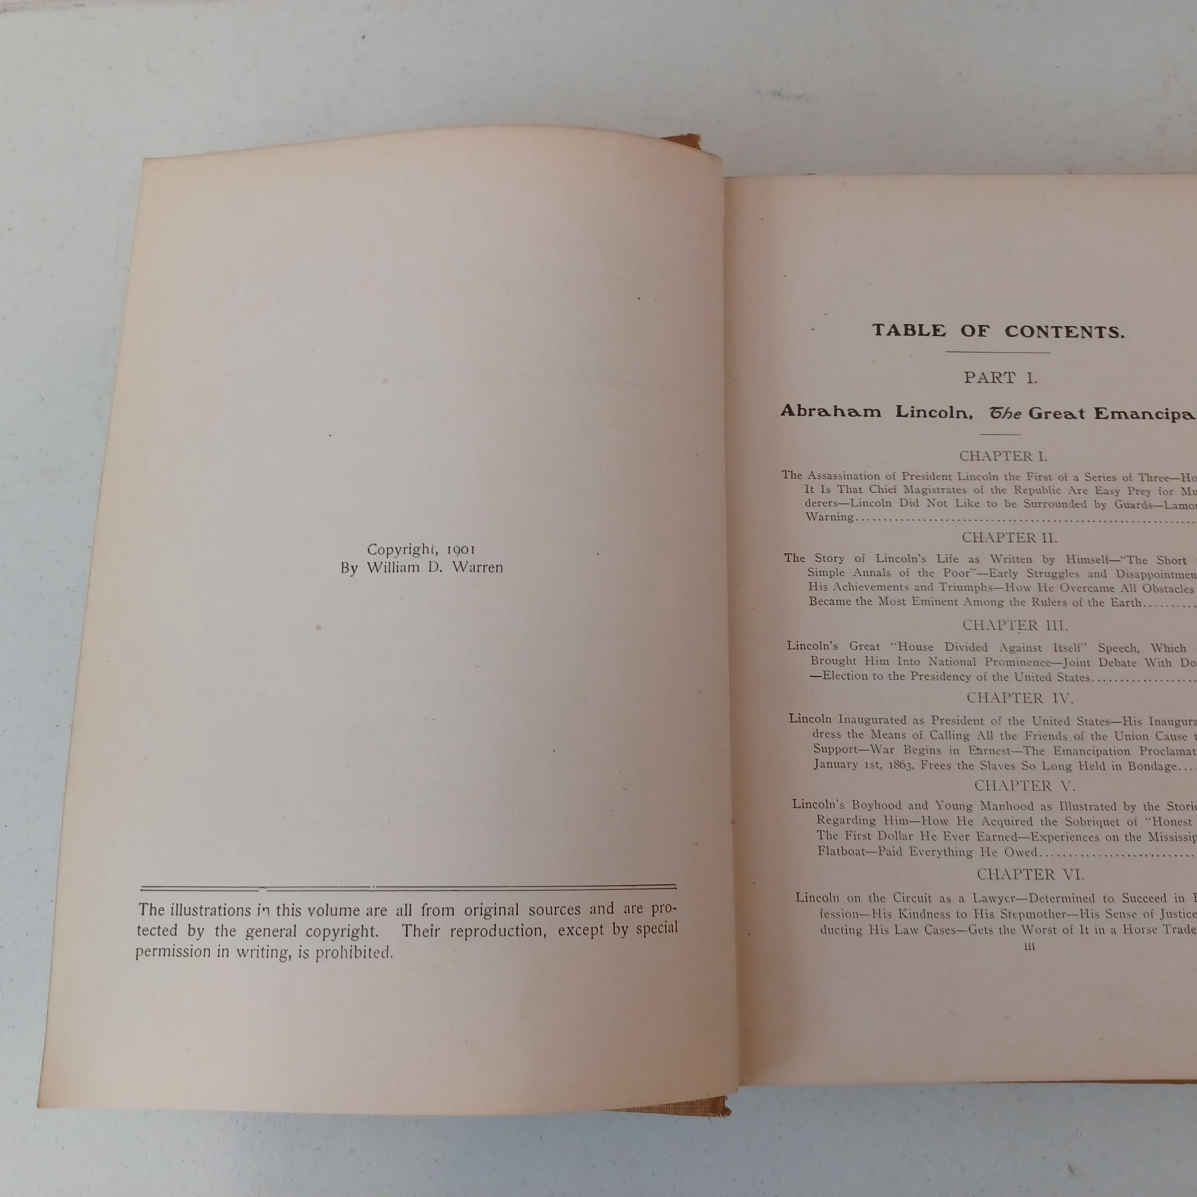 Copyright, 1901
By William D. Warren
The illustrations in this volume are all from original sources and are pro-
tected by the general copyright. Their reproduction, except by special
permission in writing, is prohibited.
TABLE OF CONTENTS.
PART I.
Abraham Lincoln, The Great Emancipa
CHAPTER I.
The Assassination of President Lincoln the First of a Series of Three—Ho
It Is That Chief Magistrates of the Republic Are Easy Prey for Mu
derers—Lincoln Did Not Like to be Surrounded by Guards—Lamo
Warning
CHAPTER II.
The Story of Lincoln's Life as Written by Himself—"The Short
Simple Annals of the Poor"—Early Struggles and Disappointmen
His Achievements and Triumphs—How He Overcame All Obstacles
Became the Most Eminent Among the Rulers of the Earth
CHAPTER III.
Lincoln's Great "House Divided Against Itself" Speech, Which
Brought Him Into National Prominence—Joint Debate With Do
—Election to the Presidency of the United States
CHAPTER IV.
Lincoln Inaugurated as President of the United States—His Inaugura
dress the Means of Calling All the Friends of the Union Cause
Support—War Begins in Earnest—The Emancipation Proclamat
January 1st, 1863, Frees the Slaves So Long Held in Bondage
CHAPTER V.
Lincoln's Boyhood and Young Manhood as Illustrated by the Storie
Regarding Him—How He Acquired the Sobriquet of "Honest
The First Dollar He Ever Earned—Experiences on the Mississip
Flatboat—Paid Everything He Owed
CHAPTER VI.
Lincoln on the Circuit as a Lawyer—Determined to Succeed in
fession—His Kindness to His Stepmother—His Sense of Justice
ducting His Law Cases—Gets the Worst of It in a Horse Trade
iii